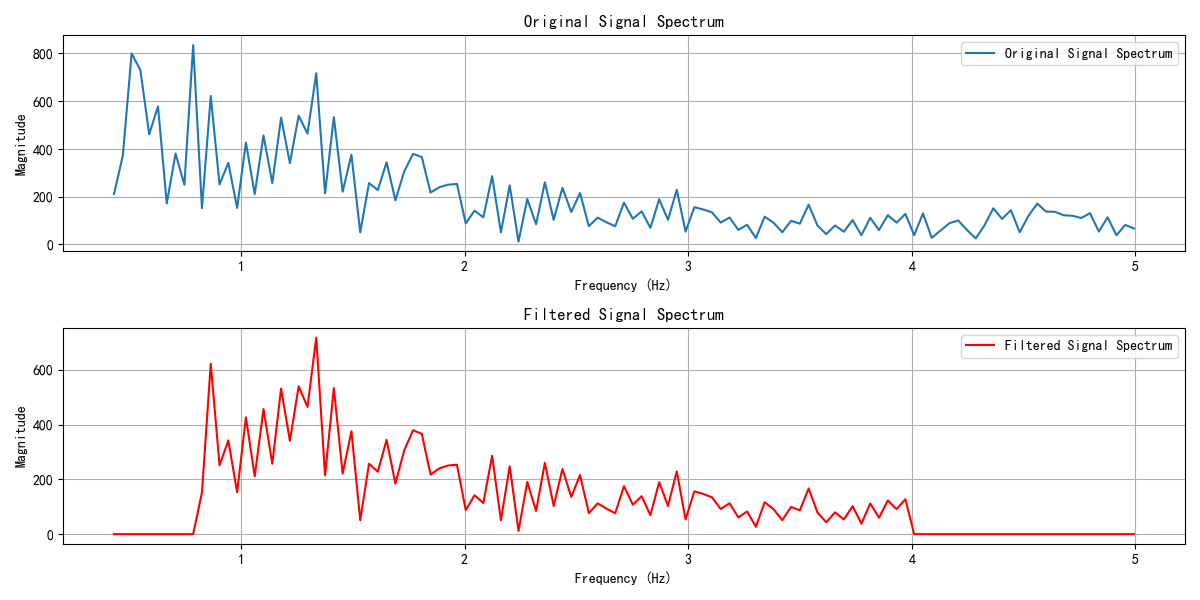 Original Signal Spectrum
800
600
400
200
0
Magnitude
Original Signal Spectrum
1 2 3 4 5
Frequency (Hz)
Filtered Signal Spectrum
600
400
200
0
Magnitude
Filtered Signal Spectrum
1 2 3 4 5
Frequency (Hz)